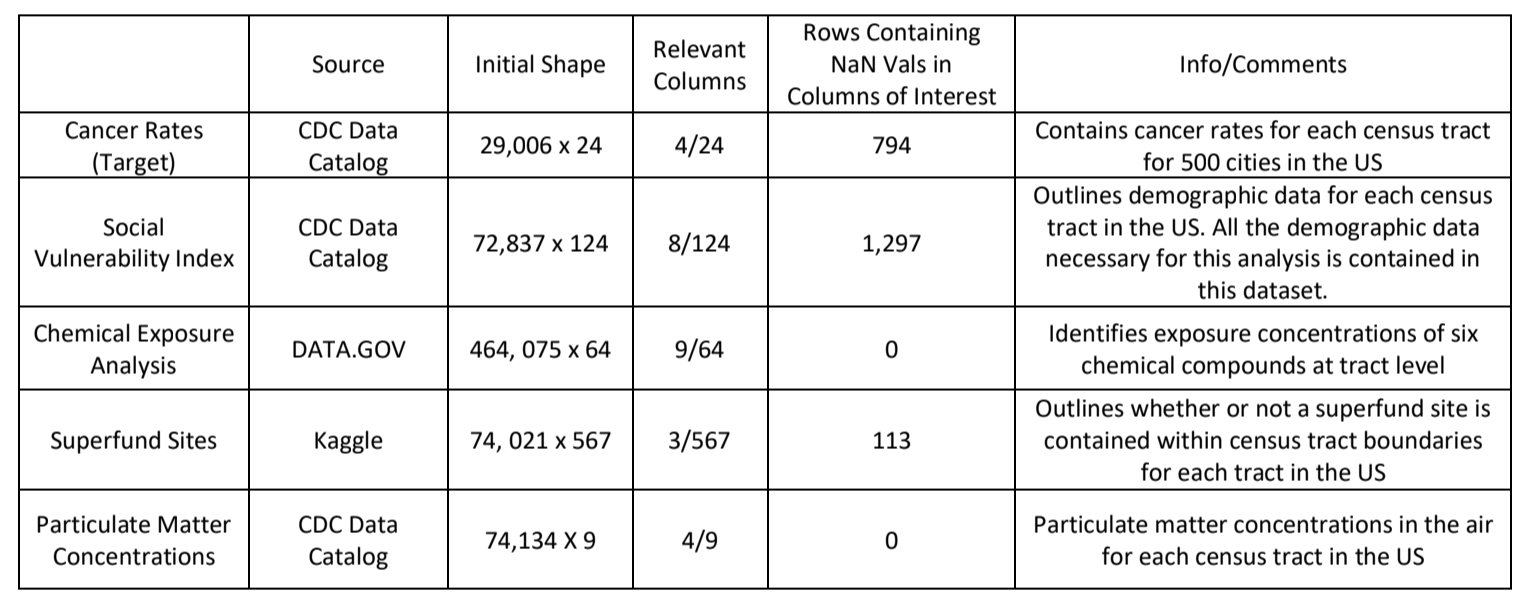 Source
Initial Shape
Relevant
Columns
Rows Containing
NaN Vals in
Columns of Interest
Info/Comments
Cancer Rates
(Target)
CDC Data
Catalog
29,006 x 24
4/24
794
Contains cancer rates for each census tract
for 500 cities in the US
Social
Vulnerability Index
CDC Data
Catalog
72,837 x 124
8/124
1,297
Outlines demographic data for each census
tract in the US. All the demographic data
necessary for this analysis is contained in
this dataset.
Chemical Exposure
Analysis
DATA.GOV
464, 075 x 64
9/64
0
Identifies exposure concentrations of six
chemical compounds at tract level
Superfund Sites
Kaggle
74, 021 x 567
3/567
113
Outlines whether or not a superfund site is
contained within census tract boundaries
for each tract in the US
Particulate Matter
Concentrations
CDC Data
Catalog
74,134 X 9
4/9
0
Particulate matter concentrations in the air
for each census tract in the US